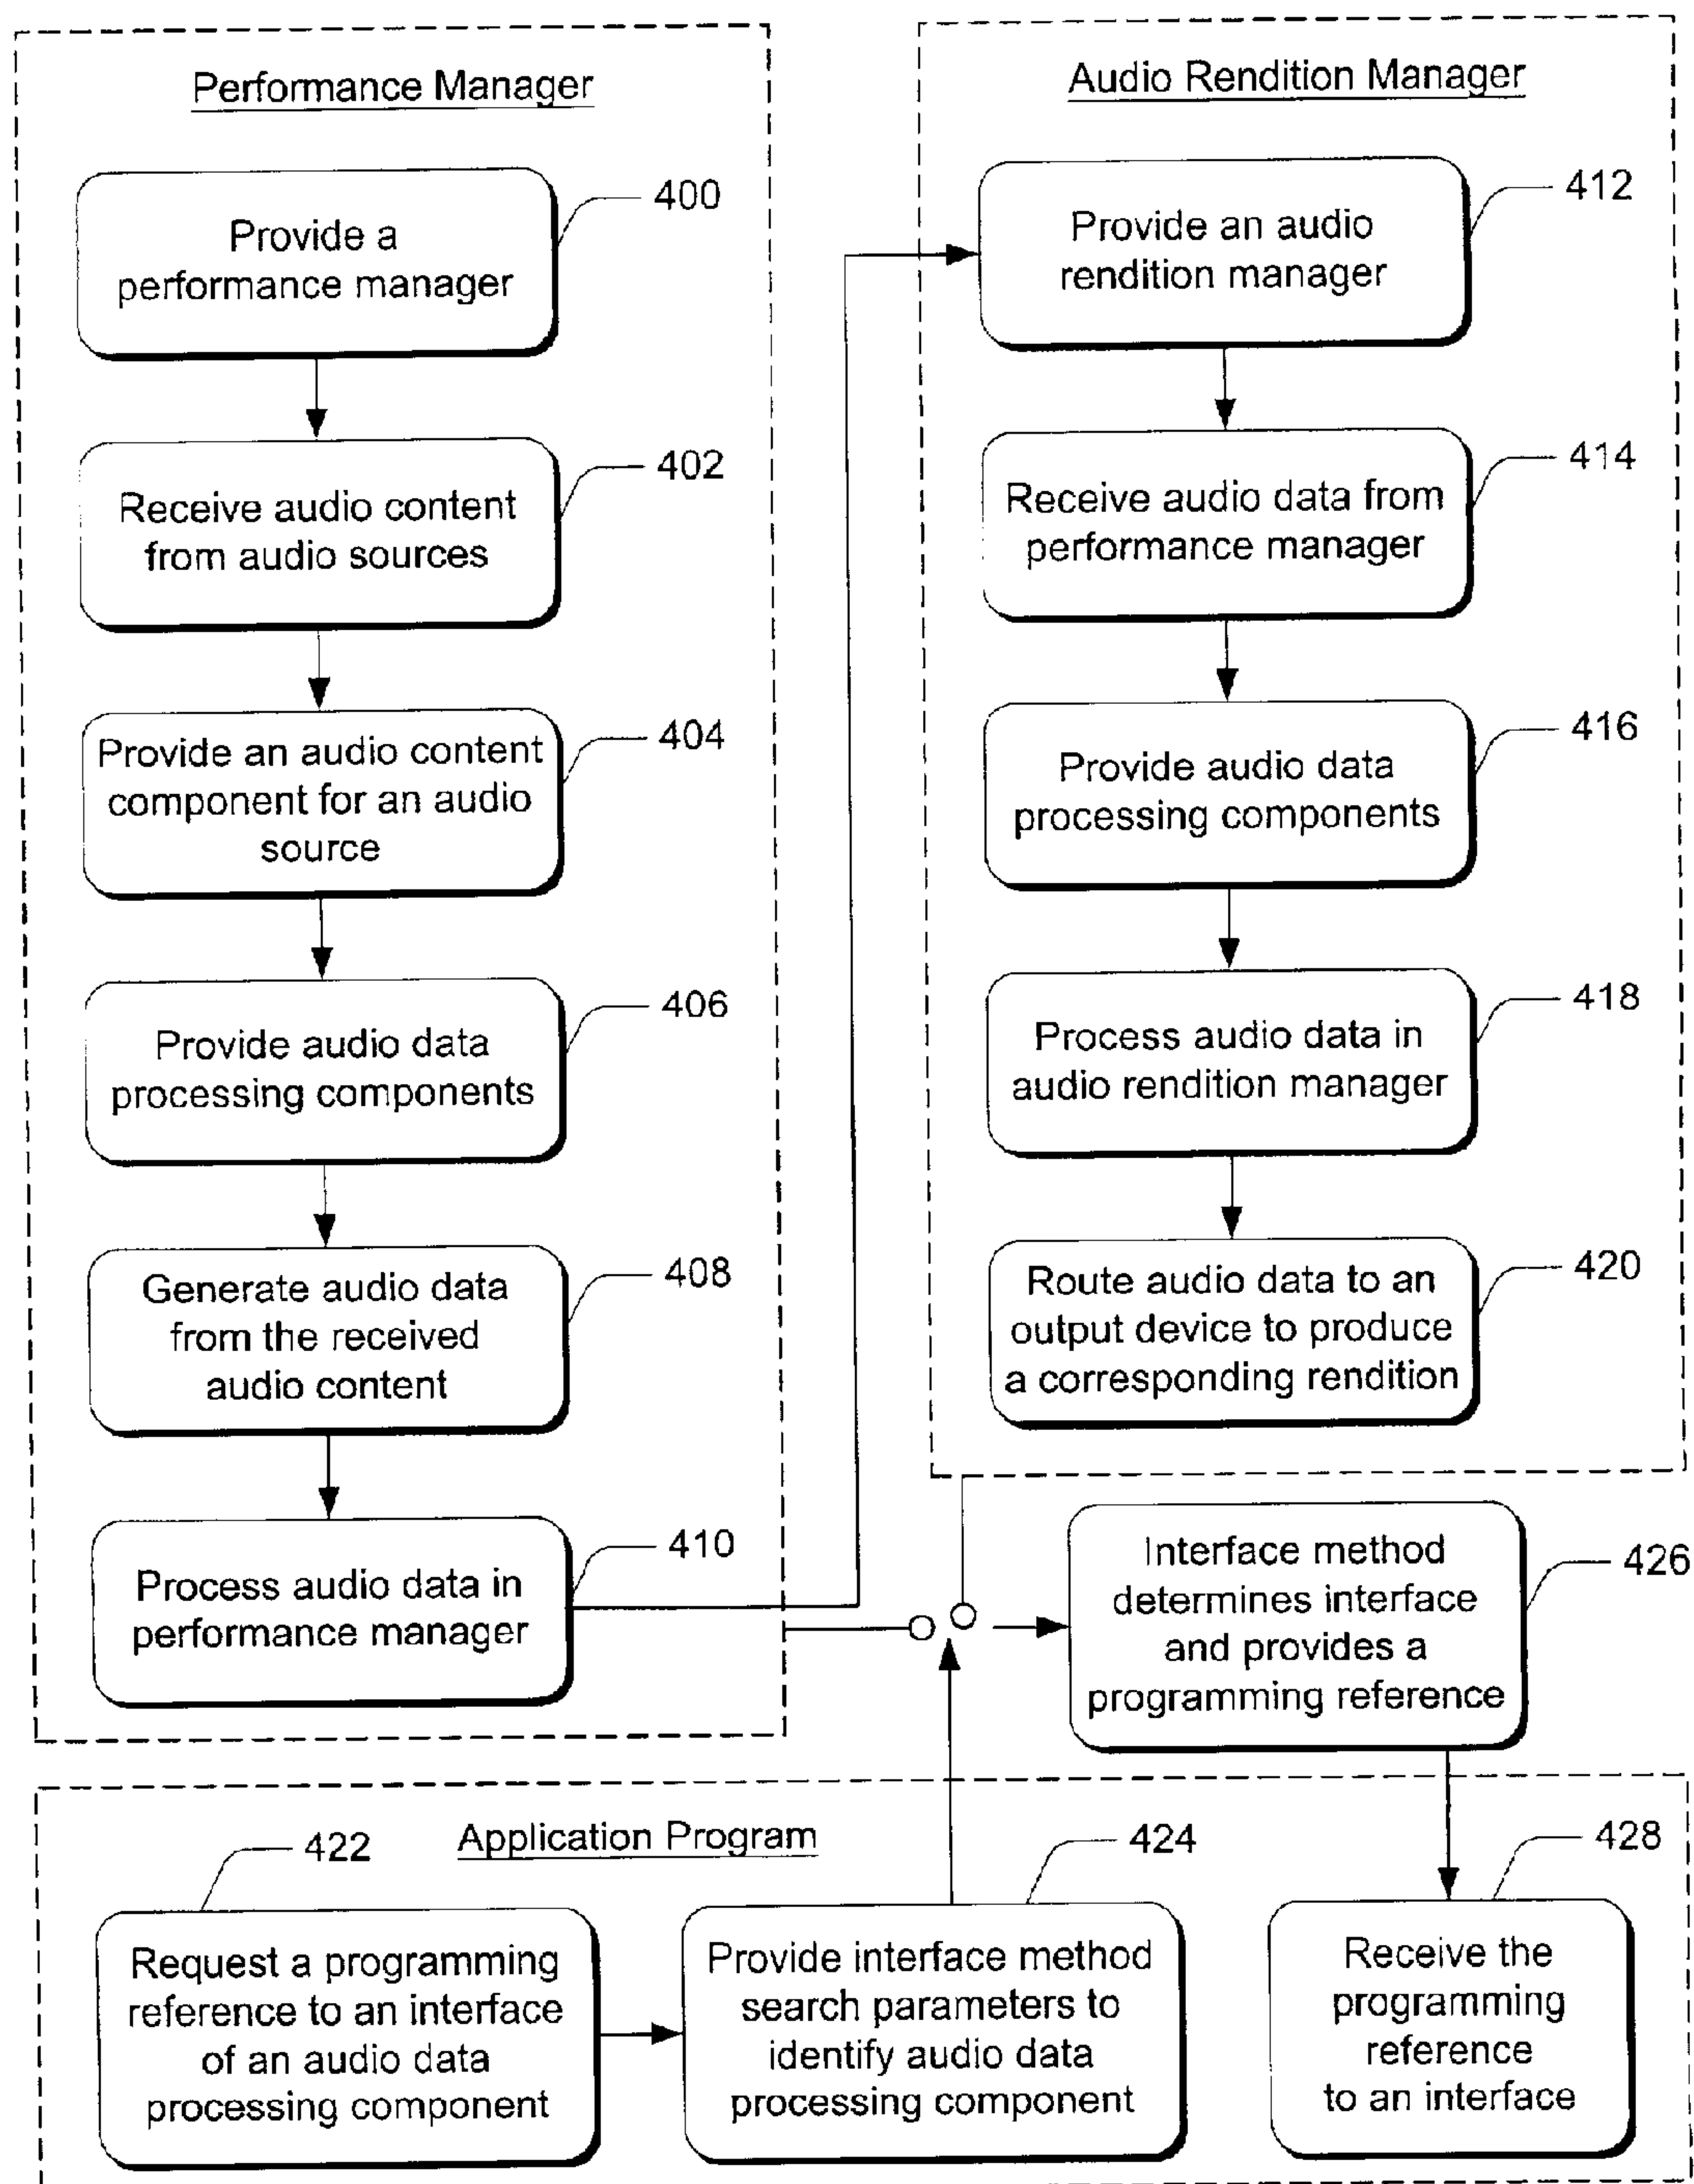 Performance Manager
Provide a
performance manager
400
Receive audio content
from audio sources
402
Provide an audio content
component for an audio
source
404
Provide audio data
processing components
406
Generate audio data
from the received
audio content
408
Process audio data in
performance manager
410
Audio Rendition Manager
Provide an audio
rendition manager
412
Receive audio data from
performance manager
414
Provide audio data
processing components
416
Process audio data in
audio rendition manager
418
Route audio data to an
output device to produce
a corresponding rendition
420
Interface method
determines interface
and provides a
programming reference
426
Application Program
422
Request a programming
reference to an interface
of an audio data
processing component
424
Provide interface method
search parameters to
identify audio data
processing component
428
Receive the
programming
reference
to an interface